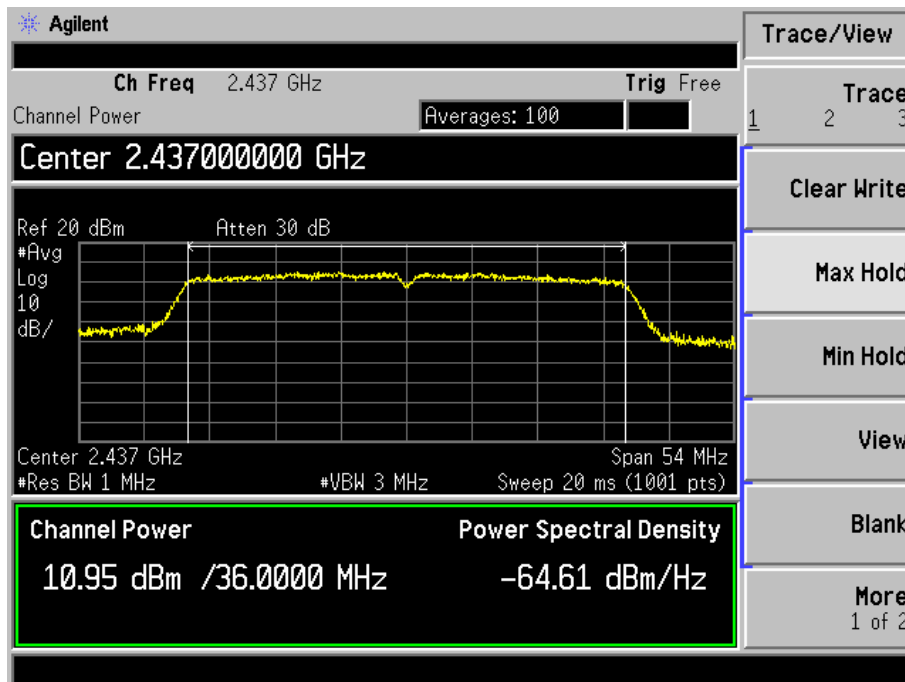 Agilent
Trace/View
Ch Freq 2.437 GHz Trig Free
Channel Power Averages: 100
Center 2.437000000 GHz
Ref 20 dBm Atten 30 dB
#Avg
Log
10
dB/
Center 2.437 GHz Span 54 MHz
#Res BW 1 MHz #VBW 3 MHz Sweep 20 ms (1001 pts)
Channel Power Power Spectral Density
10.95 dBm /36.0000 MHz -64.61 dBm/Hz
Trace
1 2 3
Clear Write
Max Hold
Min Hold
View
Blank
More
1 of 2